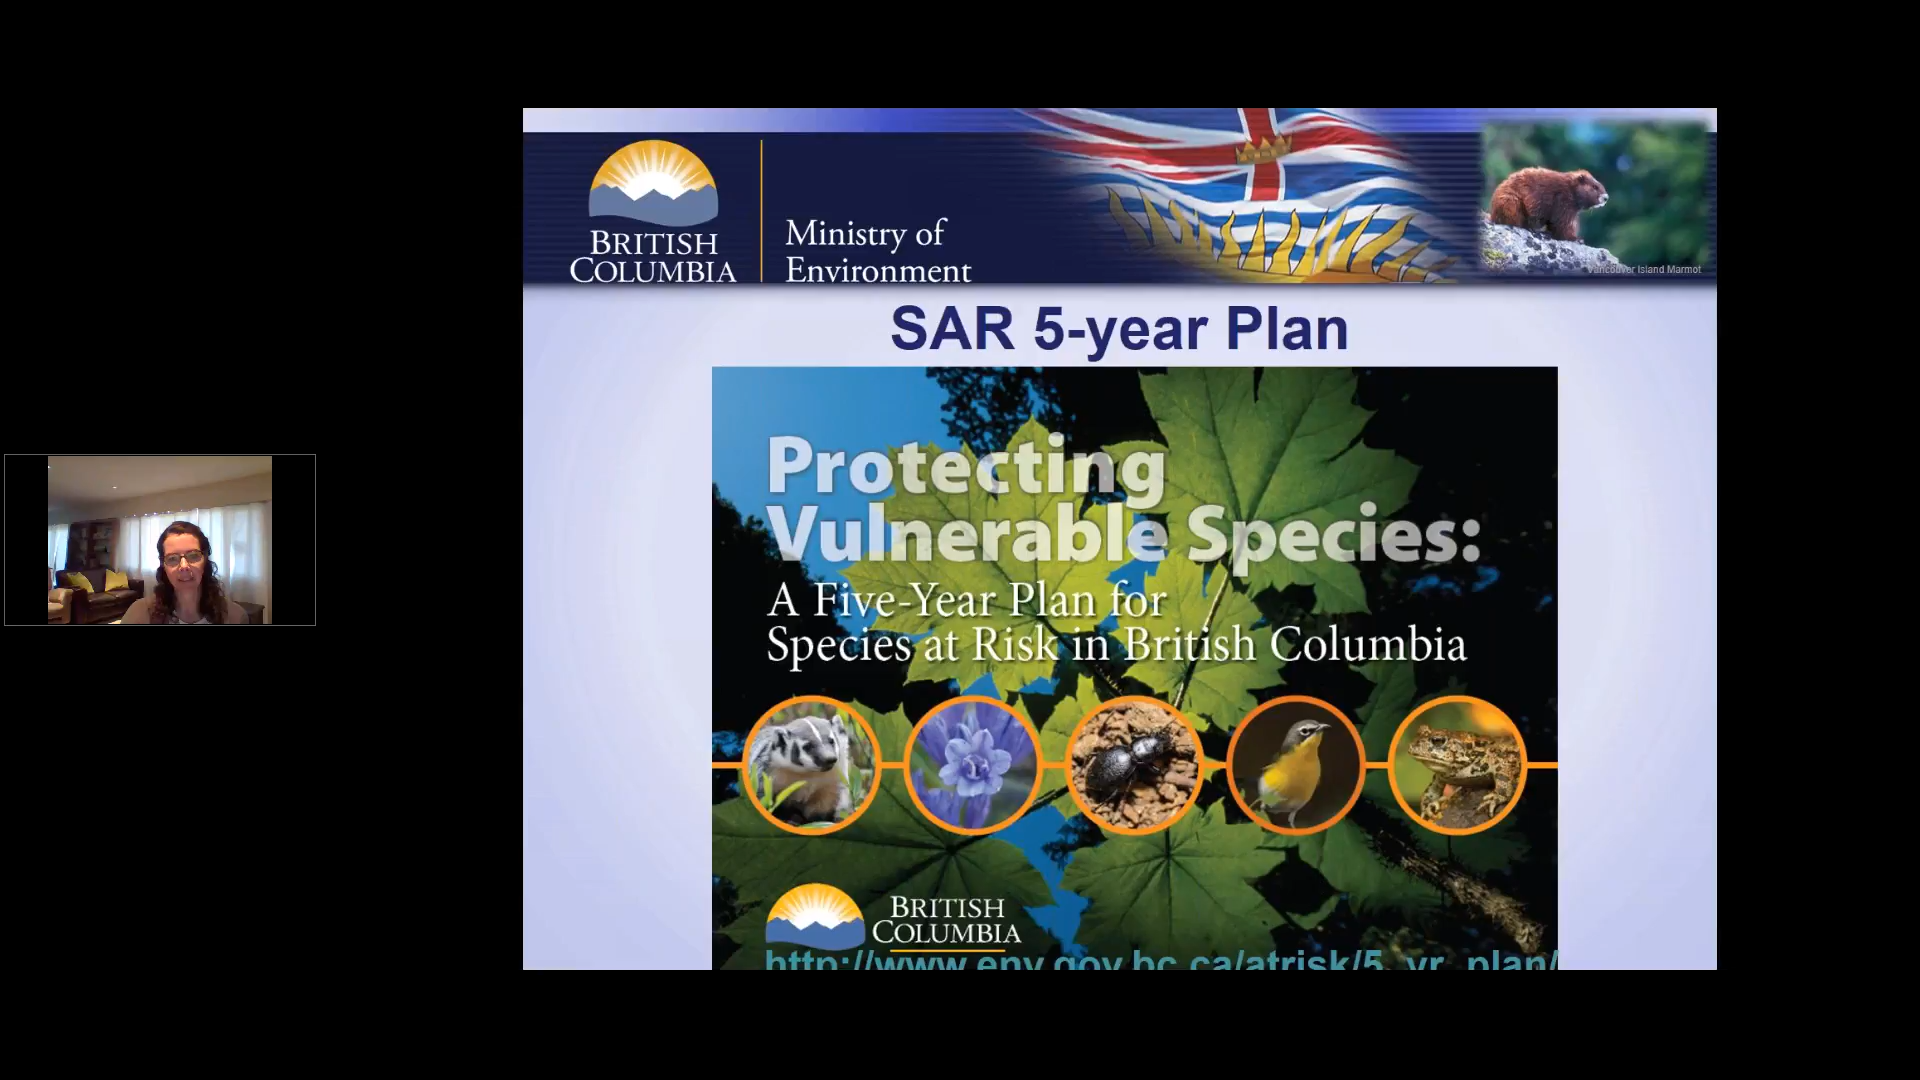 BRITISH
COLUMBIA
Ministry of
Environment
Vancouver Island Marmot
SAR 5-year Plan
Protecting
Vulnerable Species:
A Five-Year Plan for
Species at Risk in British Columbia
BRITISH
COLUMBIA
http://www.env.gov.bc.ca/atrisk/5_yr_plan/